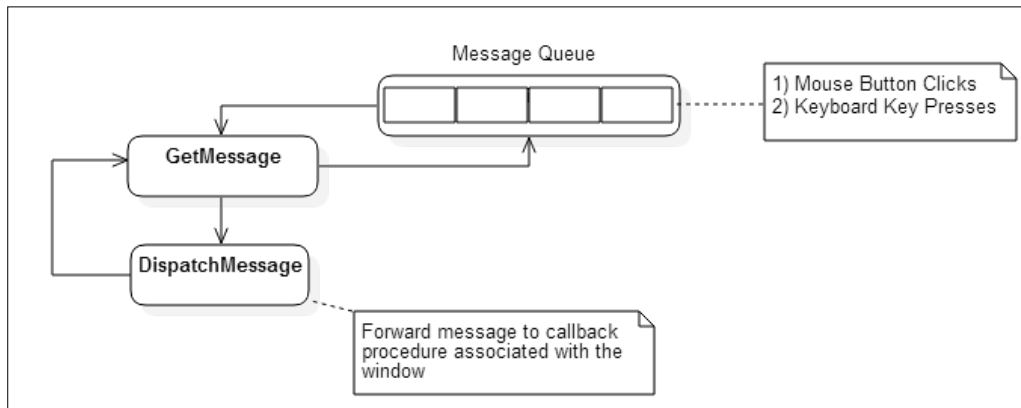 Message Queue
1) Mouse Button Clicks
2) Keyboard Key Presses
GetMessage
DispatchMessage
Forward message to callback
procedure associated with the
window